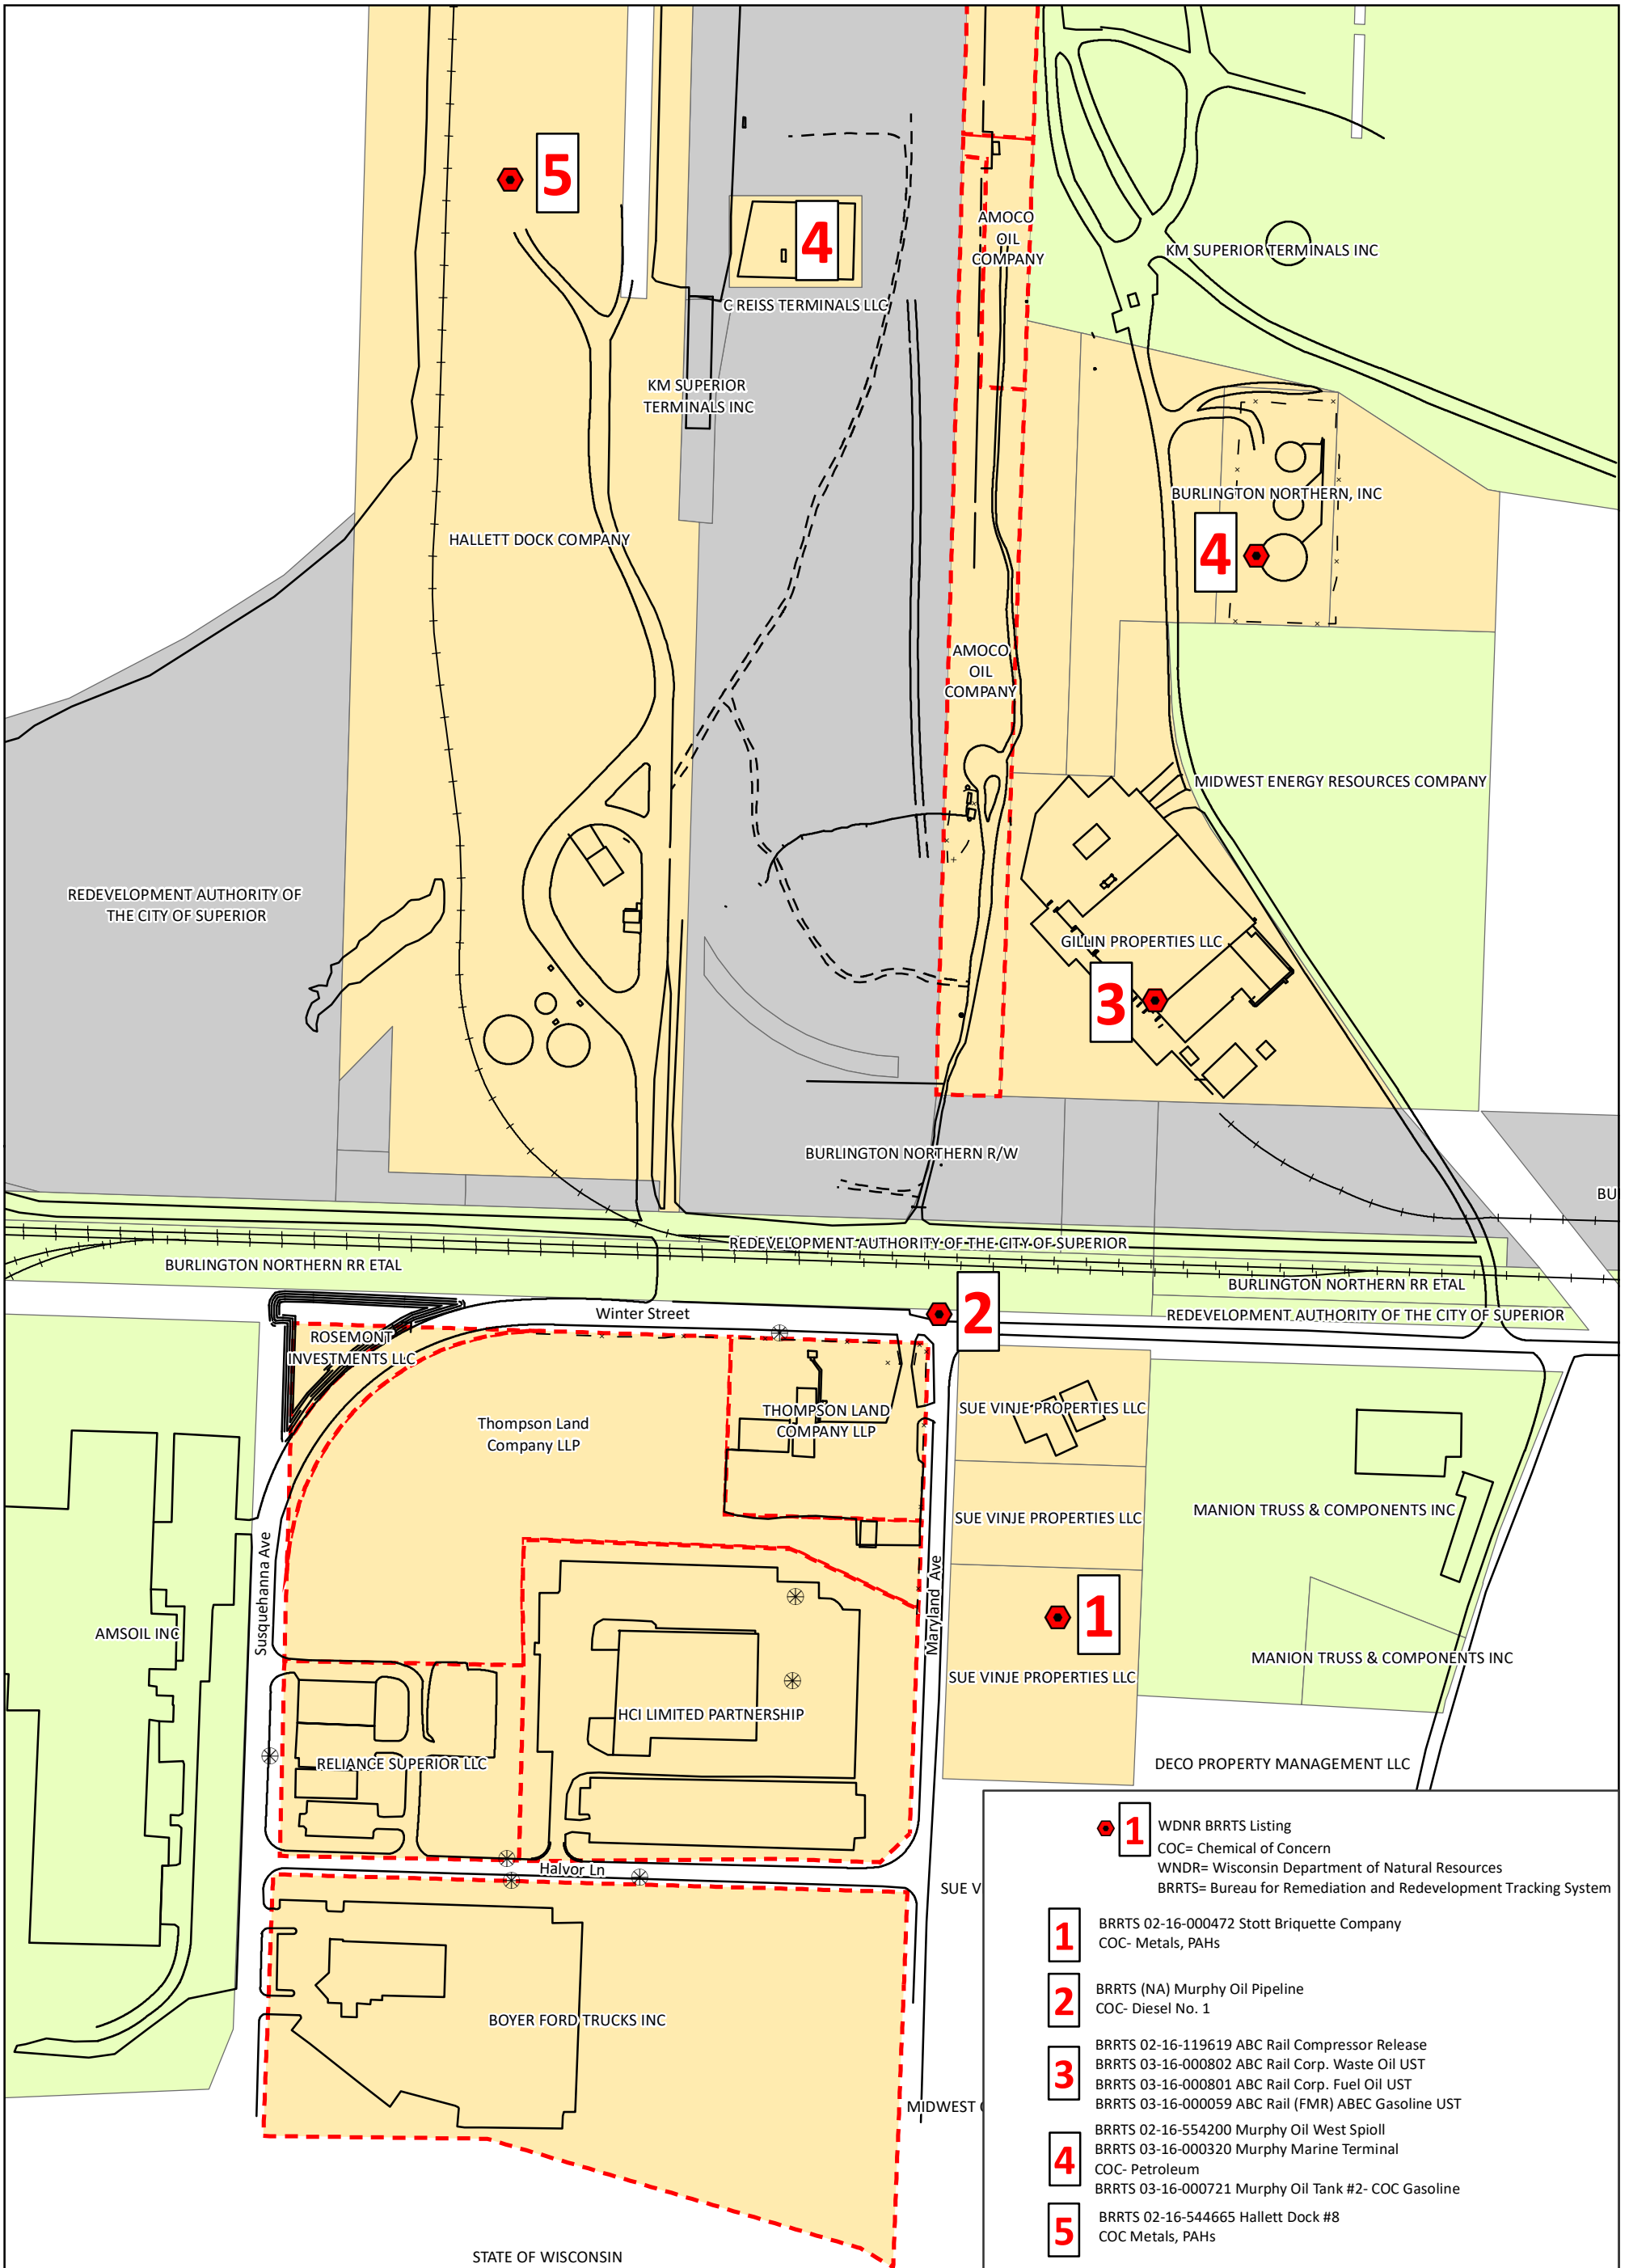 5
4
AMOCO
OIL
COMPANY
KM SUPERIOR TERMINALS INC
C REISS TERMINALS LLC
KM SUPERIOR
TERMINALS INC
BURLINGTON NORTHERN, INC
HALLETT DOCK COMPANY
4
AMOCO
OIL
COMPANY
MIDWEST ENERGY RESOURCES COMPANY
REDEVELOPMENT AUTHORITY OF
THE CITY OF SUPERIOR
GILLIN PROPERTIES LLC
3
BURLINGTON NORTHERN R/W
BU
REDEVELOPMENT AUTHORITY OF THE CITY OF SUPERIOR
BURLINGTON NORTHERN RR ETAL
BURLINGTON NORTHERN RR ETAL
Winter Street
2
REDEVELOPMENT AUTHORITY OF THE CITY OF SUPERIOR
ROSEMONT
INVESTMENTS LLC
Thompson Land
Company LLP
THOMPSON LAND
COMPANY LLP
SUE VINJE PROPERTIES LLC
MANION TRUSS & COMPONENTS INC
SUE VINJE PROPERTIES LLC
Susquehanna Ave
Maryland Ave
1
AMSOIL INC
MANION TRUSS & COMPONENTS INC
SUE VINJE PROPERTIES LLC
HCI LIMITED PARTNERSHIP
RELIANCE SUPERIOR LLC
DECO PROPERTY MANAGEMENT LLC
Halvor Ln
SUE V
BOYER FORD TRUCKS INC
MIDWEST
STATE OF WISCONSIN
1 WDNR BRRTS Listing
COC= Chemical of Concern
WNDR= Wisconsin Department of Natural Resources
BRRTS= Bureau for Remediation and Redevelopment Tracking System
1 BRRTS 02-16-000472 Stott Briquette Company
COC- Metals, PAHs
2 BRRTS (NA) Murphy Oil Pipeline
COC- Diesel No. 1
3 BRRTS 02-16-119619 ABC Rail Compressor Release
BRRTS 03-16-000802 ABC Rail Corp. Waste Oil UST
BRRTS 03-16-000801 ABC Rail Corp. Fuel Oil UST
BRRTS 03-16-000059 ABC Rail (FMR) ABEC Gasoline UST
4 BRRTS 02-16-554200 Murphy Oil West Spioll
BRRTS 03-16-000320 Murphy Marine Terminal
COC- Petroleum
BRRTS 03-16-000721 Murphy Oil Tank #2- COC Gasoline
5 BRRTS 02-16-544665 Hallett Dock #8
COC Metals, PAHs